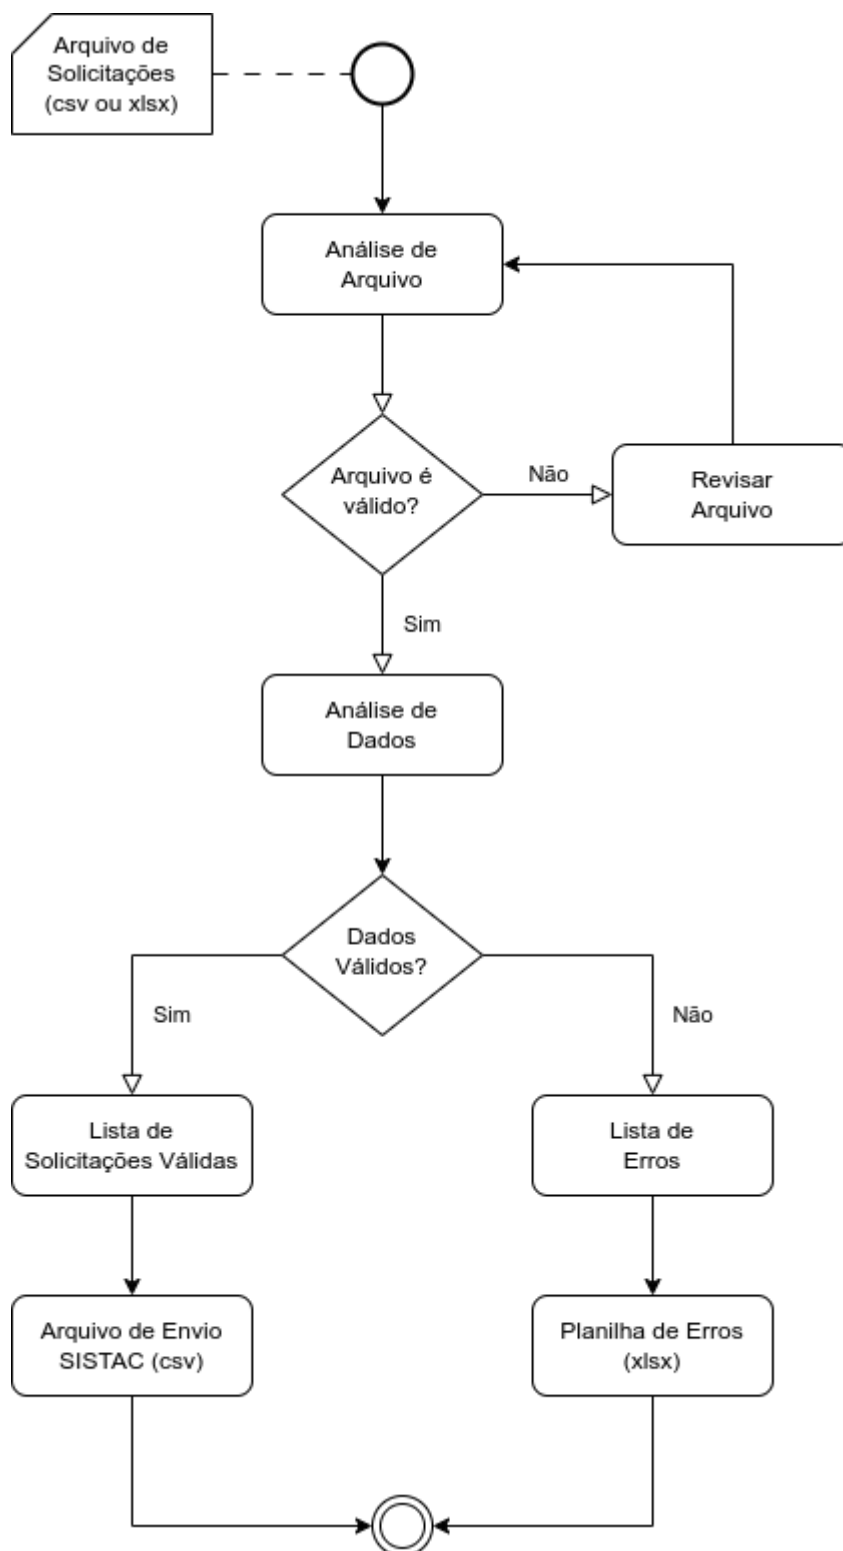 Arquivo de
Solicitações
(csv ou xlsx)
Análise de
Arquivo
Arquivo é
válido?
Não
Revisar
Arquivo
Sim
Análise de
Dados
Dados
Válidos?
Sim
Não
Lista de
Solicitações Válidas
Lista de
Erros
Arquivo de Envio
SISTAC (csv)
Planilha de Erros
(xlsx)